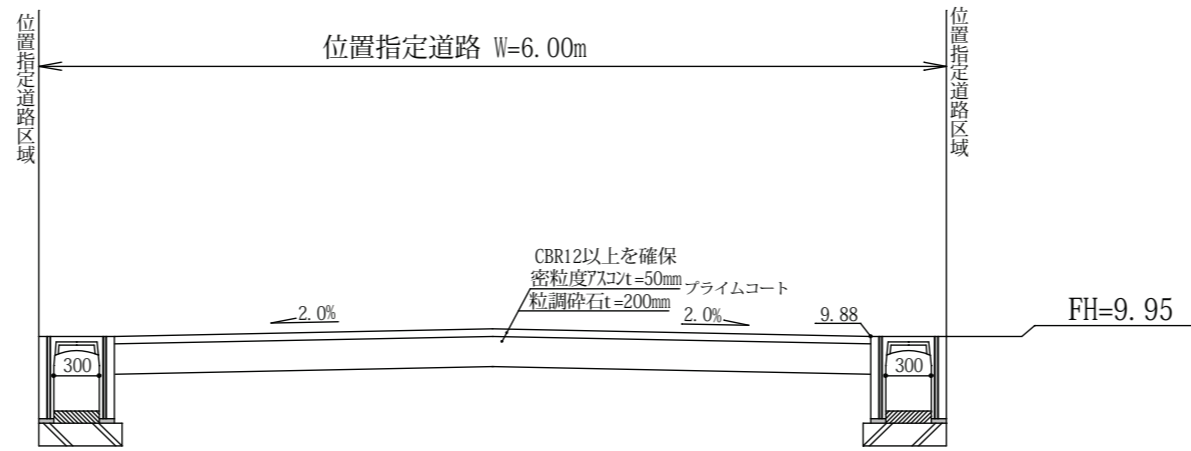 位置指定道路区域
位置指定道路 W=6.00m
位置指定道路区域
CBR12以上を確保
密粒度アスコンt=50mm
プライムコート
粒調砕石t=200mm
2.0%
2.0%
9.88
FH=9.95
300
300